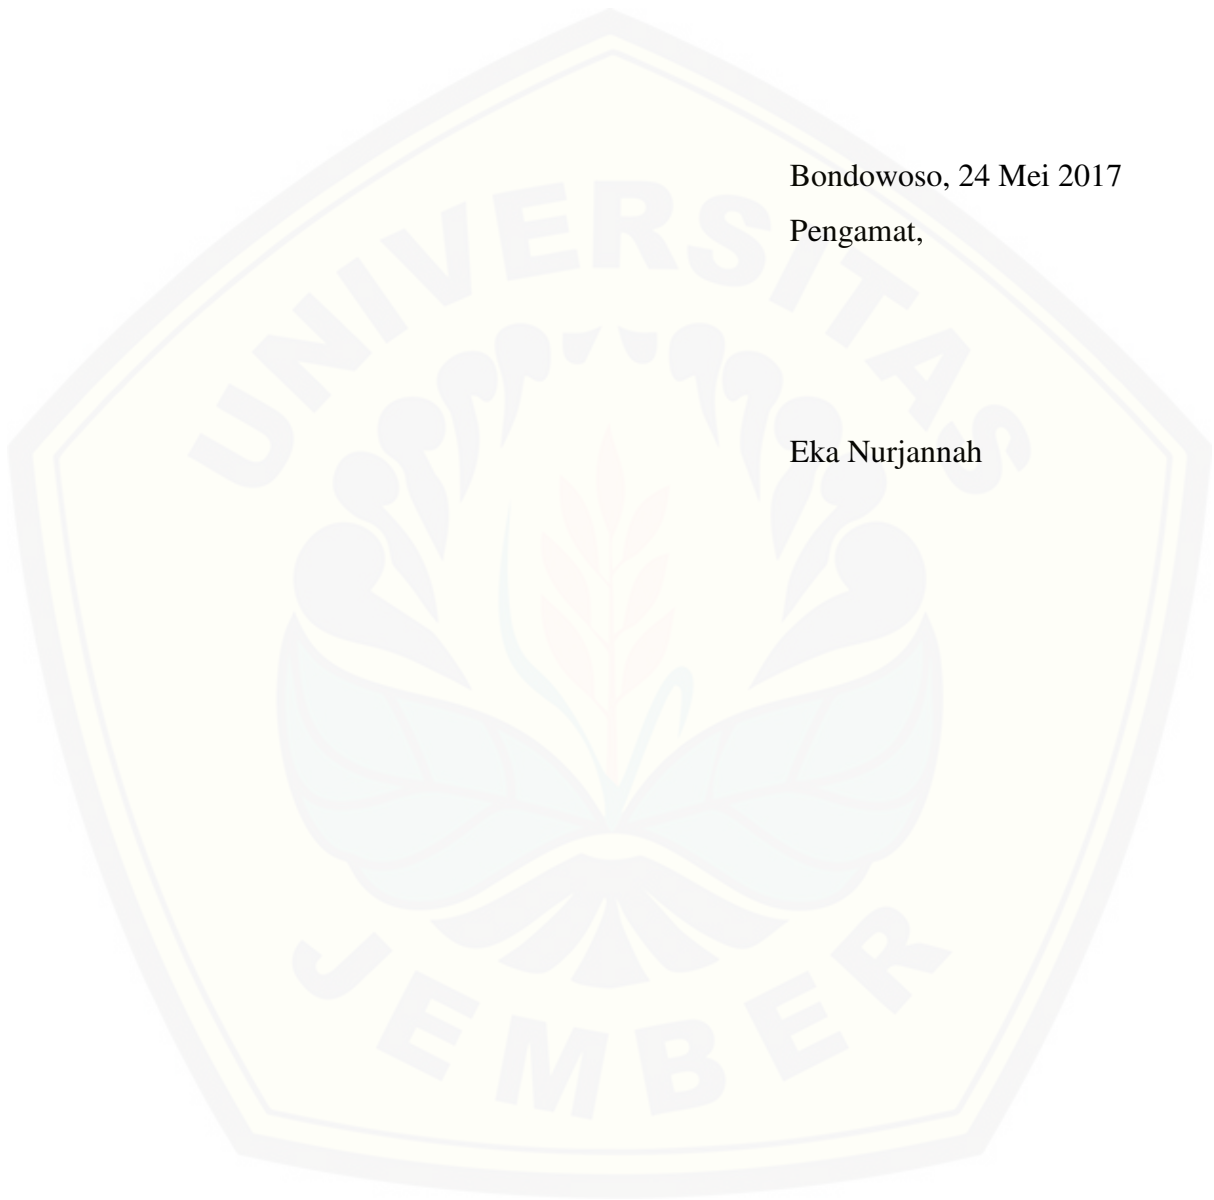 Bondowoso, 24 Mei 2017
Pengamat,
Eka Nurjannah
UNIVERSITAS
JEMBER